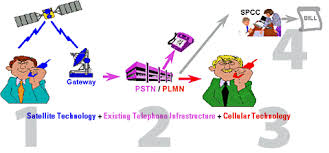 SPCC
BILL
4
Gateway
PSTN / PLMN
Satellite Technology + Existing Telephone Infrastructure + Cellular Technology
1 2 3